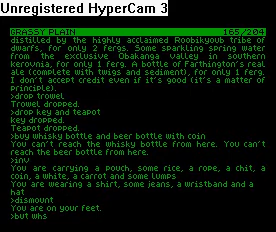 Unregistered HyperCam 3
GRASSY PLAIN 165/204
distilled by the highly acclaimed Roobikyoub tribe of
dwarfs, for only 2 fergs. Some sparkling spring water
from the exclusive Obakanga valley in southern
kerovnia, for only 1 ferg. A bottle of Farthington's real
ale (complete with twigs and sediment), for only 1 ferg.
I don't accept credit even if it's good (it's a matter of
principle).
>drop trowel
Trowel dropped.
>drop key and teapot
key dropped.
Teapot dropped.
>buy whisky bottle and beer bottle with coin
You can't reach the whisky bottle from here. You can't
reach the beer bottle from here.
>inv
You are carrying a pouch, some rice, a rope, a chit, a
coin, a white, a carrot and some lumps
You are wearing a shirt, some jeans, a wristband and a
hat
>dismount
You are on your feet.
>but whs